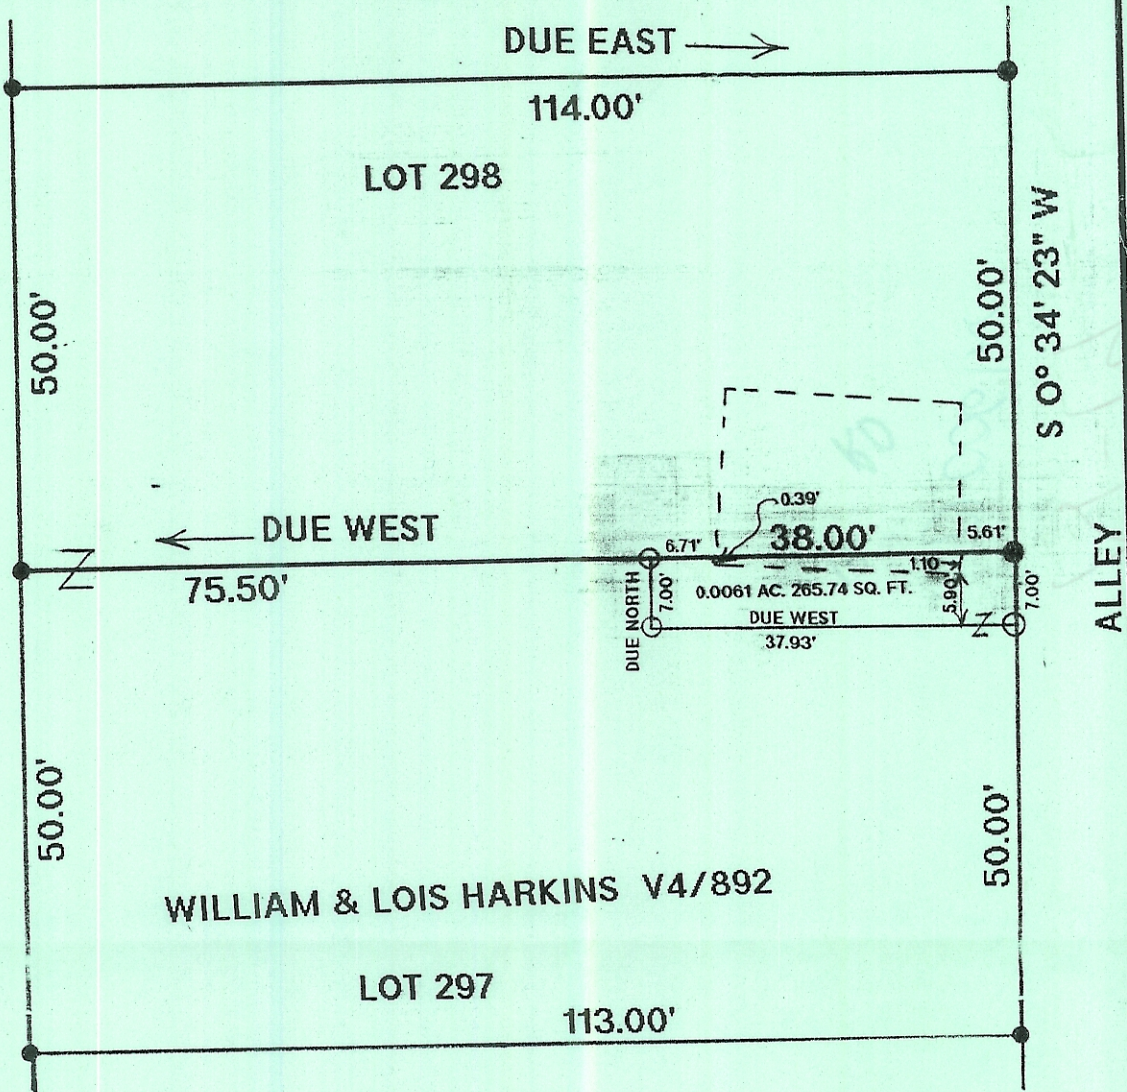 DUE EAST
114.00'
LOT 298
50.00'
50.00'
S 0° 34' 23" W
0.39'
DUE WEST
6.71'
38.00'
5.61'
75.50'
DUE NORTH
7.00'
1.10
0.0061 AC. 265.74 SQ. FT.
5.90'
7.00'
ALLEY
DUE WEST
37.93'
50.00'
50.00'
WILLIAM & LOIS HARKINS V4/892
LOT 297
113.00'